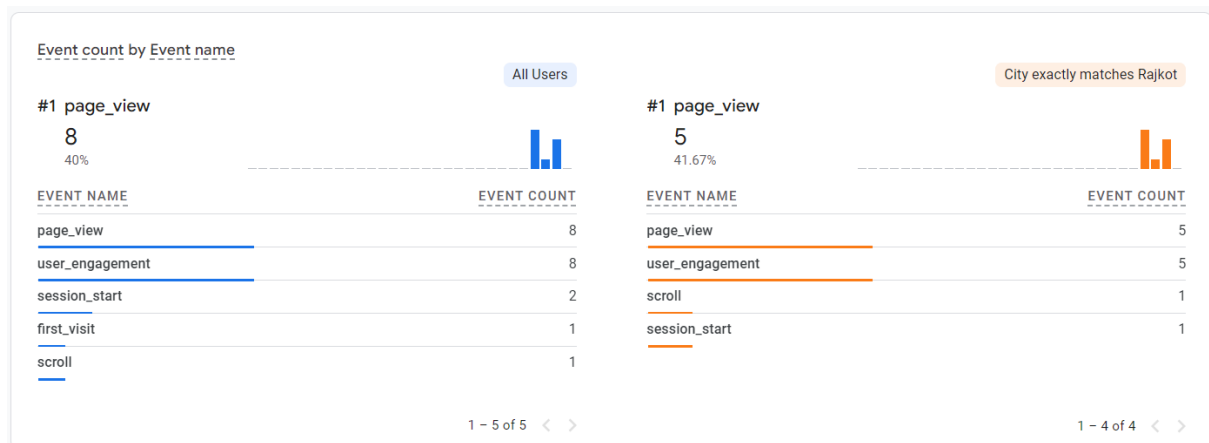 Event count by Event name
All Users
#1 page_view
8
40%
EVENT NAME EVENT COUNT
page_view 8
user_engagement 8
session_start 2
first_visit 1
scroll 1
1 – 5 of 5
City exactly matches Rajkot
#1 page_view
5
41.67%
EVENT NAME EVENT COUNT
page_view 5
user_engagement 5
scroll 1
session_start 1
1 – 4 of 4